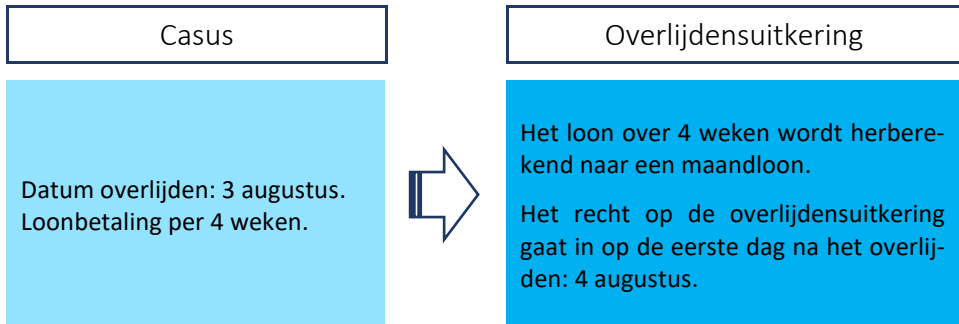 Casus
Overlijdensuitkering
Datum overlijden: 3 augustus.
Loonbetaling per 4 weken.
Het loon over 4 weken wordt herbere-
kend naar een maandloon.
Het recht op de overlijdensuitkering
gaat in op de eerste dag na het overlij-
den: 4 augustus.